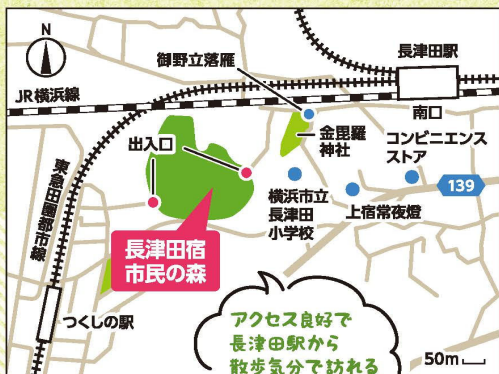 N
JR横浜線
御野立落雁
長津田駅
南口
出入口
金毘羅
神社
コンビニエンス
ストア
139
東急田園都市線
横浜市立
長津田
小学校
上宿常夜燈
長津田宿
市民の森
つくしの駅
アクセス良好で
長津田駅から
散歩気分で訪れる
50m